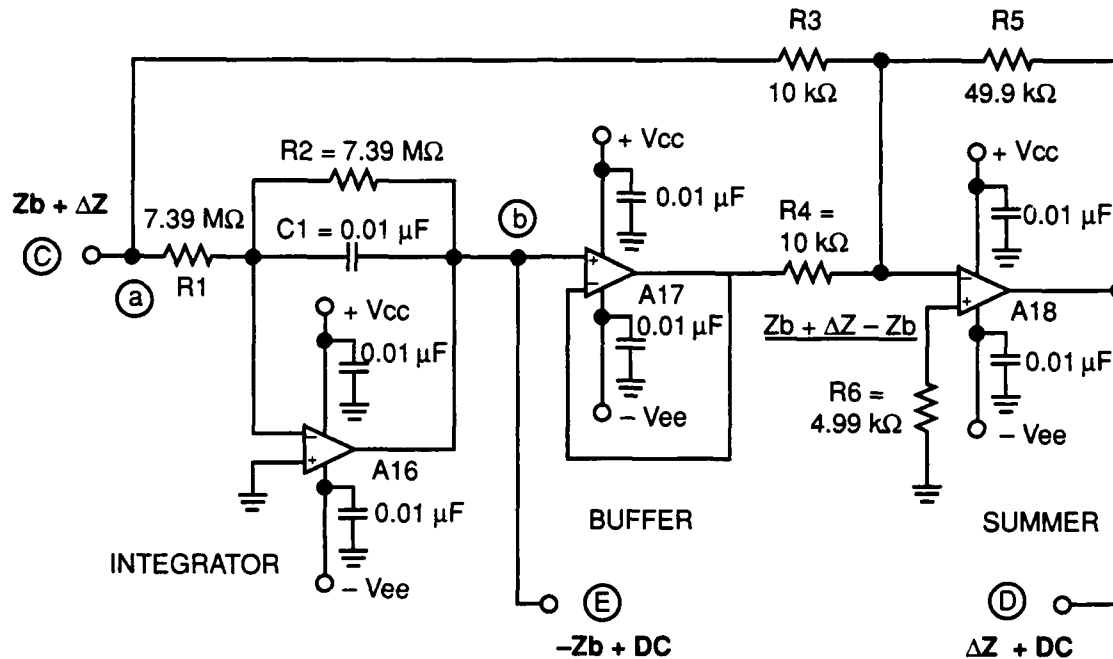 R3
R5
10 kΩ
49.9 kΩ
+ Vcc
+ Vcc
R2 = 7.39 MΩ
0.01 µF
0.01 µF
Zb + ΔZ
7.39 MΩ
C1 = 0.01 µF
b
R4 =
10 kΩ
C
a
R1
+
−
A17
−
+
A18
+ Vcc
0.01 µF
Zb + ΔZ − Zb
0.01 µF
0.01 µF
R6 =
4.99 kΩ
− Vee
− Vee
−
+
A16
0.01 µF
BUFFER
SUMMER
INTEGRATOR
− Vee
E
D
−Zb + DC
ΔZ + DC